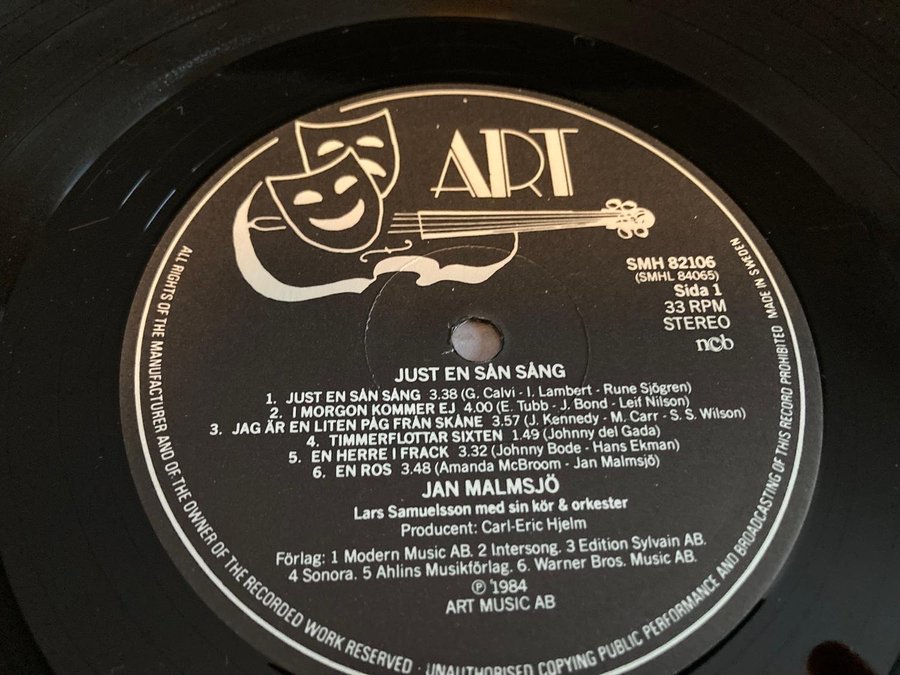 ART
SMH 82106
(SMHL 84065)
Sida 1
33 RPM
STEREO
ncb
JUST EN SÅN SÅNG
1. JUST EN SÅN SÅNG 3.38 (G. Calvi - I. Lambert - Rune Sjögren)
2. I MORGON KOMMER EJ 4.00 (E. Tubb - J. Bond - Leif Nilson)
3. JAG ÄR EN LITEN PÅG FRÅN SKÅNE 3.57 (J. Kennedy - M. Carr - S. S. Wilson)
4. TIMMERFLOTTAR SIXTEN 1.49 (Johnny del Gada)
5. EN HERRE I FRACK 3.32 (Johnny Bode - Hans Ekman)
6. EN ROS 3.48 (Amanda McBroom - Jan Malmsjö)
JAN MALMSJÖ
Lars Samuelsson med sin kör & orkester
Producent: Carl-Eric Hjelm
Förlag: 1 Modern Music AB. 2 Intersong. 3 Edition Sylvain AB.
4 Sonora. 5 Ahlins Musikförlag. 6. Warner Bros. Music AB.
℗ 1984
ART MUSIC AB
ALL RIGHTS OF THE MANUFACTURER AND OF THE OWNER OF THE RECORDED WORK RESERVED · UNAUTHORISED COPYING PUBLIC PERFORMANCE AND BROADCASTING OF THIS RECORD PROHIBITED MADE IN SWEDEN